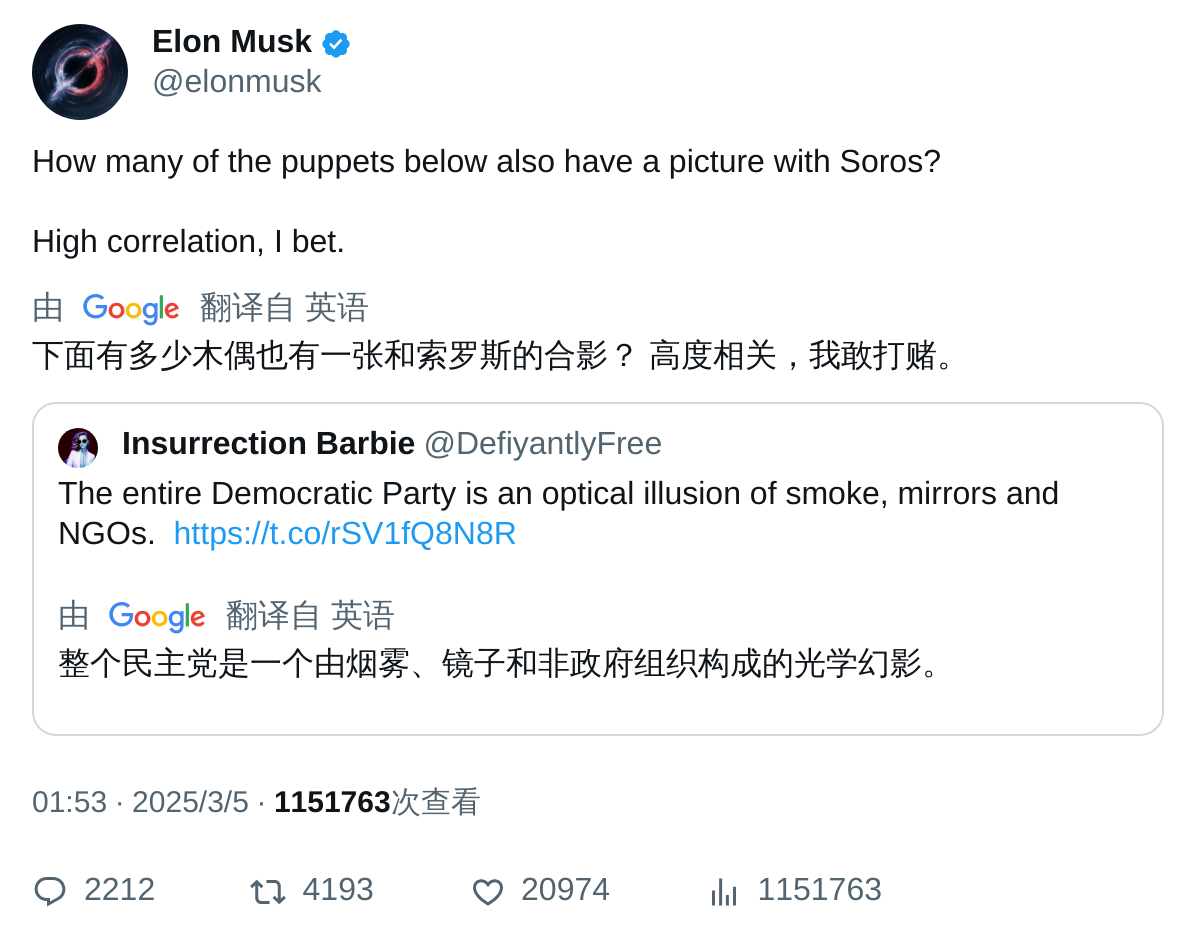 Elon Musk
@elonmusk
How many of the puppets below also have a picture with Soros?
High correlation, I bet.
由 Google 翻译自 英语
下面有多少木偶也有一张和索罗斯的合影？ 高度相关，我敢打赌。
Insurrection Barbie @DefiyantlyFree
The entire Democratic Party is an optical illusion of smoke, mirrors and
NGOs. https://t.co/rSV1fQ8N8R
由 Google 翻译自 英语
整个民主党是一个由烟雾、镜子和非政府组织构成的光学幻影。
01:53 · 2025/3/5 · 1151763次查看
2212 4193 20974 1151763